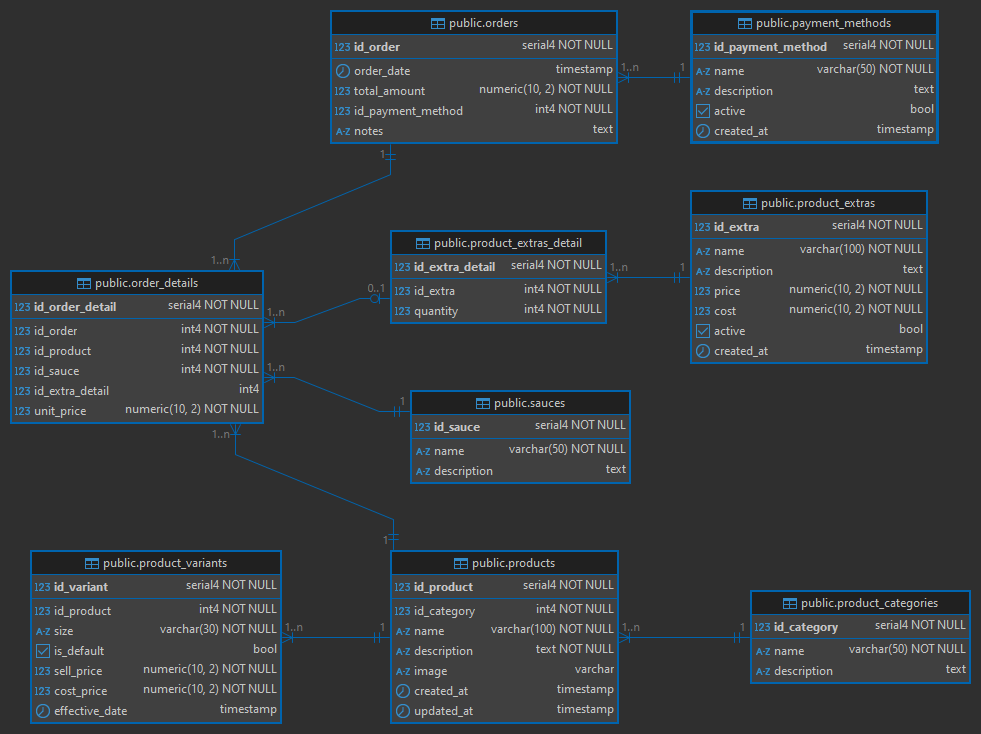 public.orders
123 id_order serial4 NOT NULL
order_date timestamp
123 total_amount numeric(10, 2) NOT NULL
123 id_payment_method int4 NOT NULL
A-Z notes text
1..n
1
public.payment_methods
123 id_payment_method serial4 NOT NULL
A-Z name varchar(50) NOT NULL
A-Z description text
active bool
created_at timestamp
1
1..n
public.product_extras
123 id_extra serial4 NOT NULL
A-Z name varchar(100) NOT NULL
A-Z description text
123 price numeric(10, 2) NOT NULL
123 cost numeric(10, 2) NOT NULL
active bool
created_at timestamp
public.product_extras_detail
123 id_extra_detail serial4 NOT NULL
123 id_extra int4 NOT NULL
123 quantity int4 NOT NULL
1..n
1
0..1
public.order_details
123 id_order_detail serial4 NOT NULL
123 id_order int4 NOT NULL
123 id_product int4 NOT NULL
123 id_sauce int4 NOT NULL
123 id_extra_detail int4
123 unit_price numeric(10, 2) NOT NULL
1..n
1..n
1
1..n
public.sauces
123 id_sauce serial4 NOT NULL
A-Z name varchar(50) NOT NULL
A-Z description text
1
public.product_variants
123 id_variant serial4 NOT NULL
123 id_product int4 NOT NULL
A-Z size varchar(30) NOT NULL
is_default bool
123 sell_price numeric(10, 2) NOT NULL
123 cost_price numeric(10, 2) NOT NULL
effective_date timestamp
1..n
1
public.products
123 id_product serial4 NOT NULL
123 id_category int4 NOT NULL
A-Z name varchar(100) NOT NULL
A-Z description text NOT NULL
A-Z image varchar
created_at timestamp
updated_at timestamp
1..n
1
public.product_categories
123 id_category serial4 NOT NULL
A-Z name varchar(50) NOT NULL
A-Z description text